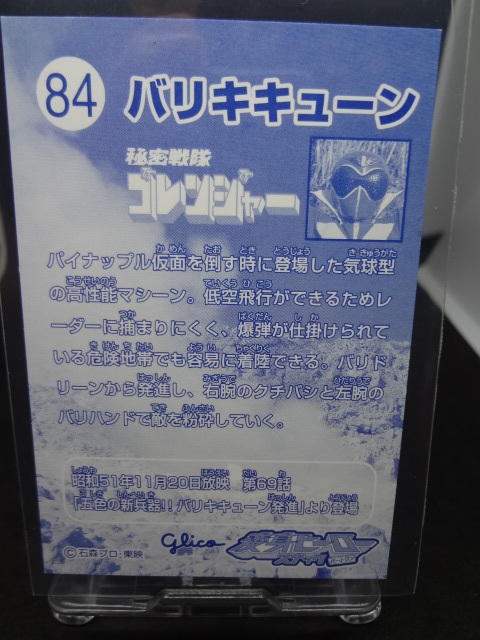 84 バリキキューン
秘密戦隊
ゴレンジャー
パイナップル仮面を倒す時に登場した気球型
の高性能マシーン。低空飛行ができるためレ
ーダーに捕まりにくく、爆弾が仕掛けられて
いる危険地帯でも容易に着陸できる。バリド
リーンから発進し、右腕のクチバシと左腕の
バリハンドで敵を粉砕していく。
昭和51年11月20日放映 第69話
「五色の新兵器!! バリキキューン発進」より登場
©石森プロ・東映
glico